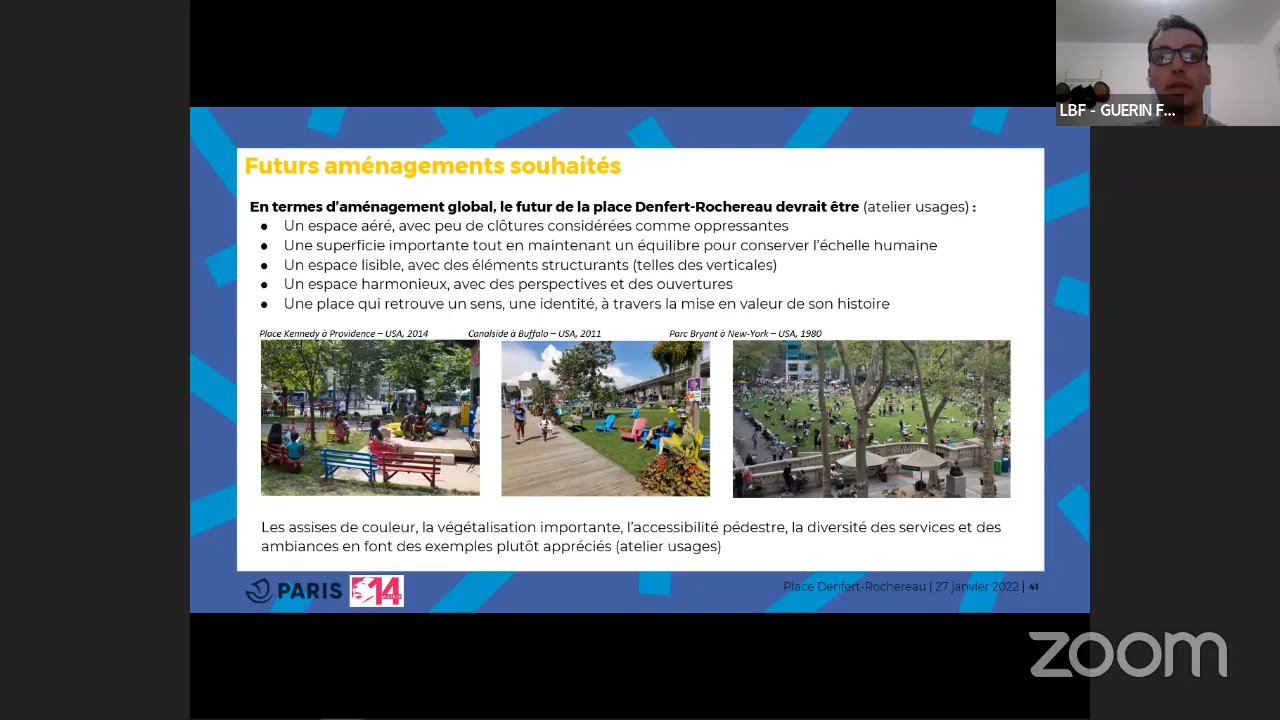 LBF - GUERIN F...
Futurs aménagements souhaités
En termes d'aménagement global, le futur de la place Denfert-Rochereau devrait être (atelier usages) :
● Un espace aéré, avec peu de clôtures considérées comme oppressantes
● Une superficie importante tout en maintenant un équilibre pour conserver l'échelle humaine
● Un espace lisible, avec des éléments structurants (telles des verticales)
● Un espace harmonieux, avec des perspectives et des ouvertures
● Une place qui retrouve un sens, une identité, à travers la mise en valeur de son histoire
Place Kennedy à Providence – USA, 2014 Canalside à Buffalo – USA, 2011 Parc Bryant à New-York – USA, 1980
Les assises de couleur, la végétalisation importante, l'accessibilité pédestre, la diversité des services et des
ambiances en font des exemples plutôt appréciés (atelier usages)
PARIS
MAIRIE 14
Place Denfert-Rochereau | 27 janvier 2022 | 41
zoom